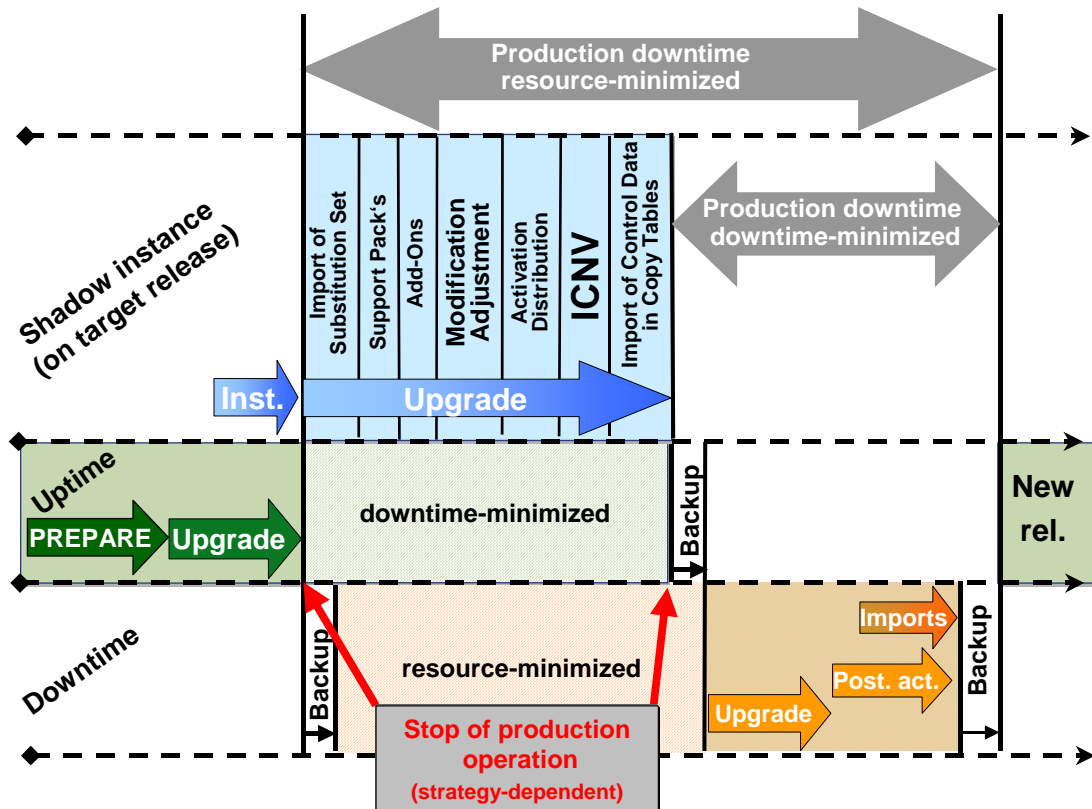 Production downtime
resource-minimized
Production downtime
downtime-minimized
Shadow instance
(on target release)
Import of
Substitution Set
Support Pack‘s
Add-Ons
Modification
Adjustment
Activation
Distribution
ICNV
Import of Control Data
in Copy Tables
Inst.
Upgrade
Uptime
PREPARE
Upgrade
downtime-minimized
Backup
New
rel.
Downtime
Backup
resource-minimized
Upgrade
Post. act.
Imports
Backup
Stop of production
operation
(strategy-dependent)